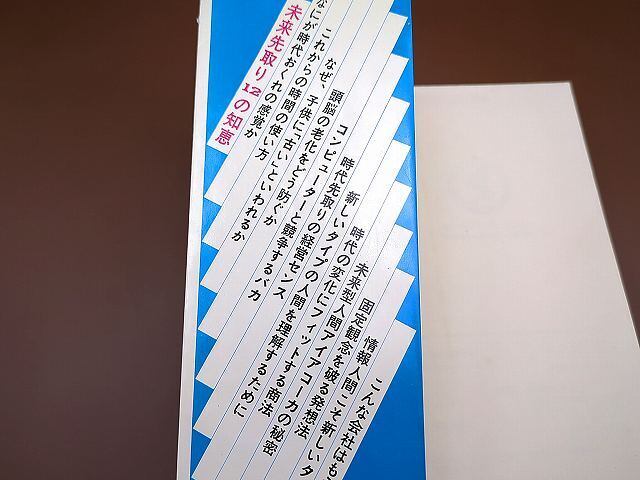 こんな会社はも
情報人間こそ新しいタ
固定観念を破る発想法
未来型人間アイアコーカの秘密
時代の変化にフィットする商法
新しいタイプの人間を理解するために
時代先取りの経営センス
コンピューターと競争するバカ
頭脳の老化をどう防ぐか
なぜ、子供に「古い」といわれるか
これからの時間の使い方
なにが時代おくれの感覚か
未来先取り12の知恵